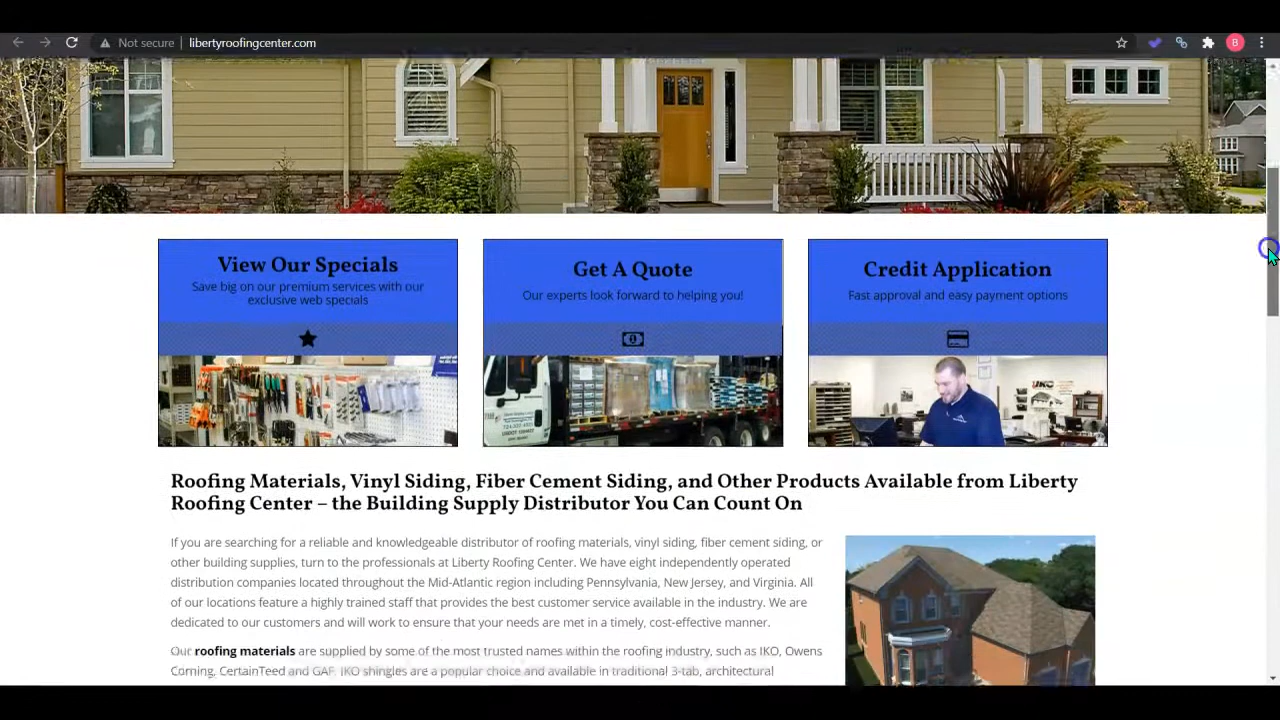 Not secure
libertyroofingcenter.com
B
View Our Specials
Save big on our premium services with our
exclusive web specials
Get A Quote
Our experts look forward to helping you!
Credit Application
Fast approval and easy payment options
IKO
Roofing Materials, Vinyl Siding, Fiber Cement Siding, and Other Products Available from Liberty
Roofing Center – the Building Supply Distributor You Can Count On
If you are searching for a reliable and knowledgeable distributor of roofing materials, vinyl siding, fiber cement siding, or
other building supplies, turn to the professionals at Liberty Roofing Center. We have eight independently operated
distribution companies located throughout the Mid-Atlantic region including Pennsylvania, New Jersey, and Virginia. All
of our locations feature a highly trained staff that provides the best customer service available in the industry. We are
dedicated to our customers and will work to ensure that your needs are met in a timely, cost-effective manner.
Our roofing materials are supplied by some of the most trusted names within the roofing industry, such as IKO, Owens
Corning, CertainTeed and GAF. IKO shingles are a popular choice and available in traditional 3-tab, architectural